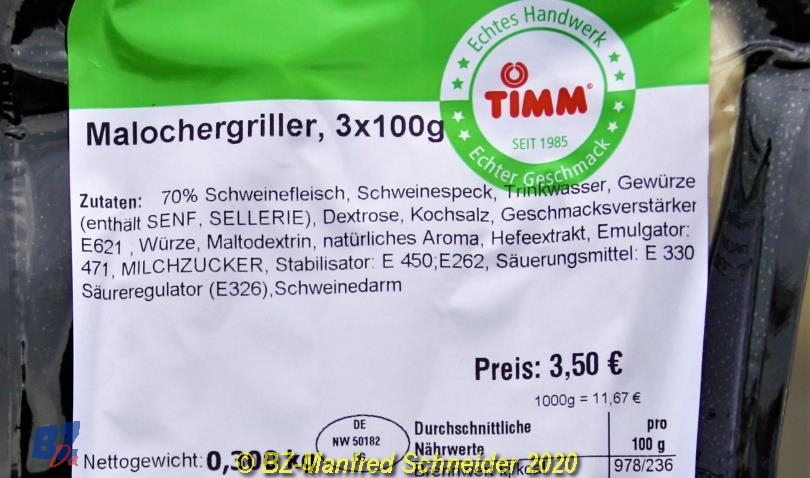 Echtes Handwerk
TIMM®
SEIT 1985
Echter Geschmack
Malochergriller, 3x100g
Zutaten: 70% Schweinefleisch, Schweinespeck, Trinkwasser, Gewürze
(enthält SENF, SELLERIE), Dextrose, Kochsalz, Geschmacksverstärker
E621 , Würze, Maltodextrin, natürliches Aroma, Hefeextrakt, Emulgator:
471, MILCHZUCKER, Stabilisator: E 450;E262, Säuerungsmittel: E 330
Säureregulator (E326),Schweinedarm
Preis: 3,50 €
1000g = 11,67 €
DE
NW 50182
Durchschnittliche
Nährwerte
pro
100 g
978/236
Nettogewicht:
BZ
Da
© BZ-Manfred Schneider 2020